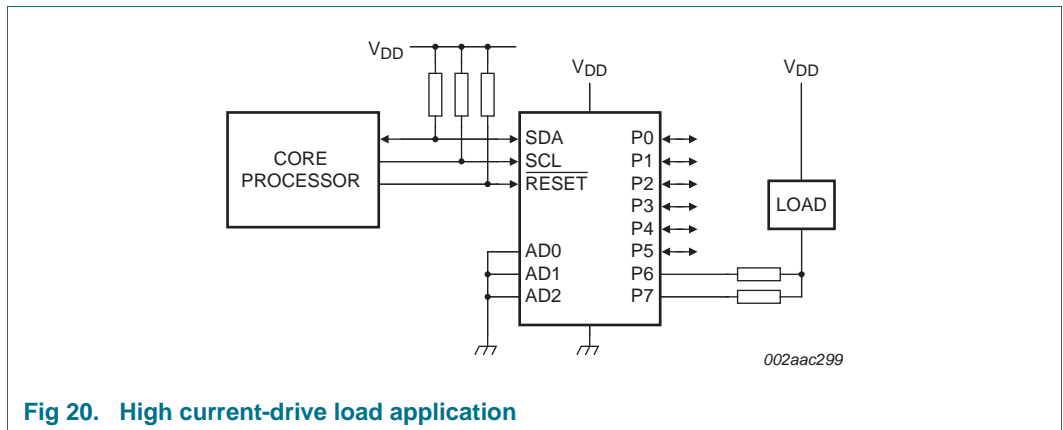 VDD
VDD
VDD
CORE
PROCESSOR
SDA
SCL
RESET
AD0
AD1
AD2
P0
P1
P2
P3
P4
P5
P6
P7
LOAD
002aac299
Fig 20. High current-drive load application